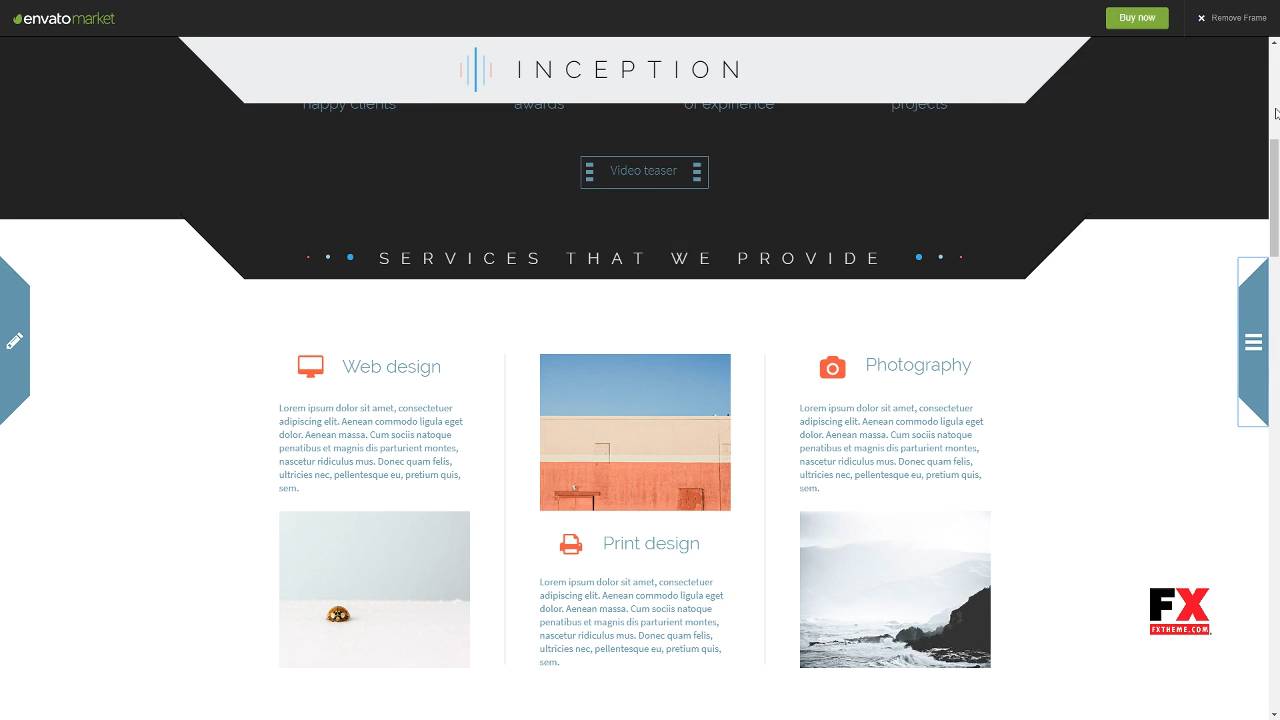 envato market
Buy now
Remove Frame
INCEPTION
happy clients
awards
of expirience
projects
Video teaser
SERVICES THAT WE PROVIDE
Web design
Lorem ipsum dolor sit amet, consectetuer
adipiscing elit. Aenean commodo ligula eget
dolor. Aenean massa. Cum sociis natoque
penatibus et magnis dis parturient montes,
nascetur ridiculus mus. Donec quam felis,
ultricies nec, pellentesque eu, pretium quis,
sem.
Print design
Lorem ipsum dolor sit amet, consectetuer
adipiscing elit. Aenean commodo ligula eget
dolor. Aenean massa. Cum sociis natoque
penatibus et magnis dis parturient montes,
nascetur ridiculus mus. Donec quam felis,
ultricies nec, pellentesque eu, pretium quis,
sem.
Photography
Lorem ipsum dolor sit amet, consectetuer
adipiscing elit. Aenean commodo ligula eget
dolor. Aenean massa. Cum sociis natoque
penatibus et magnis dis parturient montes,
nascetur ridiculus mus. Donec quam felis,
ultricies nec, pellentesque eu, pretium quis,
sem.
FX
FXTHEME.COM